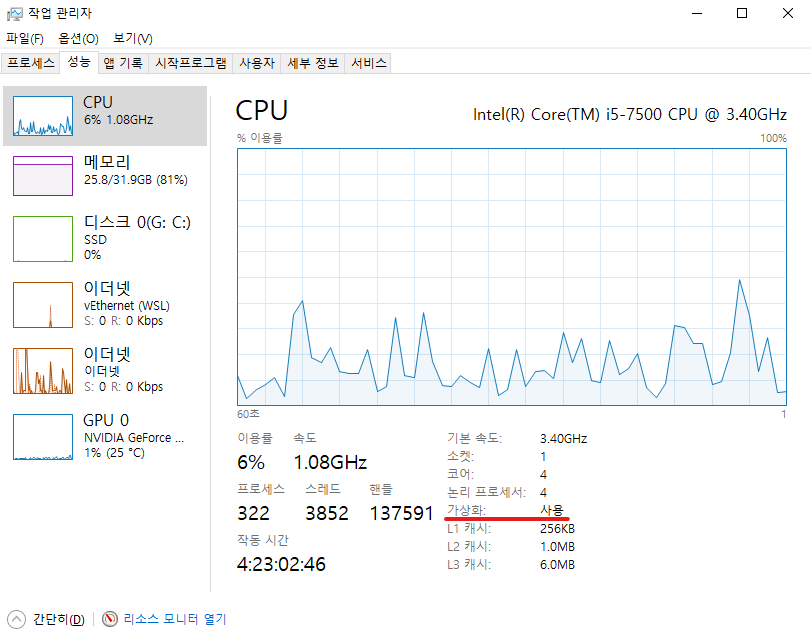 작업 관리자
파일(F) 옵션(O) 보기(V)
프로세스 성능 앱 기록 시작프로그램 사용자 세부 정보 서비스
CPU
6% 1.08GHz
메모리
25.8/31.9GB (81%)
디스크 0(G: C:)
SSD
0%
이더넷
vEthernet (WSL)
S: 0 R: 0 Kbps
이더넷
이더넷
S: 0 R: 0 Kbps
GPU 0
NVIDIA GeForce ...
1% (25 °C)
CPU Intel(R) Core(TM) i5-7500 CPU @ 3.40GHz
% 이용률 100%
60초 1
이용률 속도
6% 1.08GHz
프로세스 스레드 핸들
322 3852 137591
작동 시간
4:23:02:46
기본 속도: 3.40GHz
소켓: 1
코어: 4
논리 프로세서: 4
가상화: 사용
L1 캐시: 256KB
L2 캐시: 1.0MB
L3 캐시: 6.0MB
간단히(D) 리소스 모니터 열기